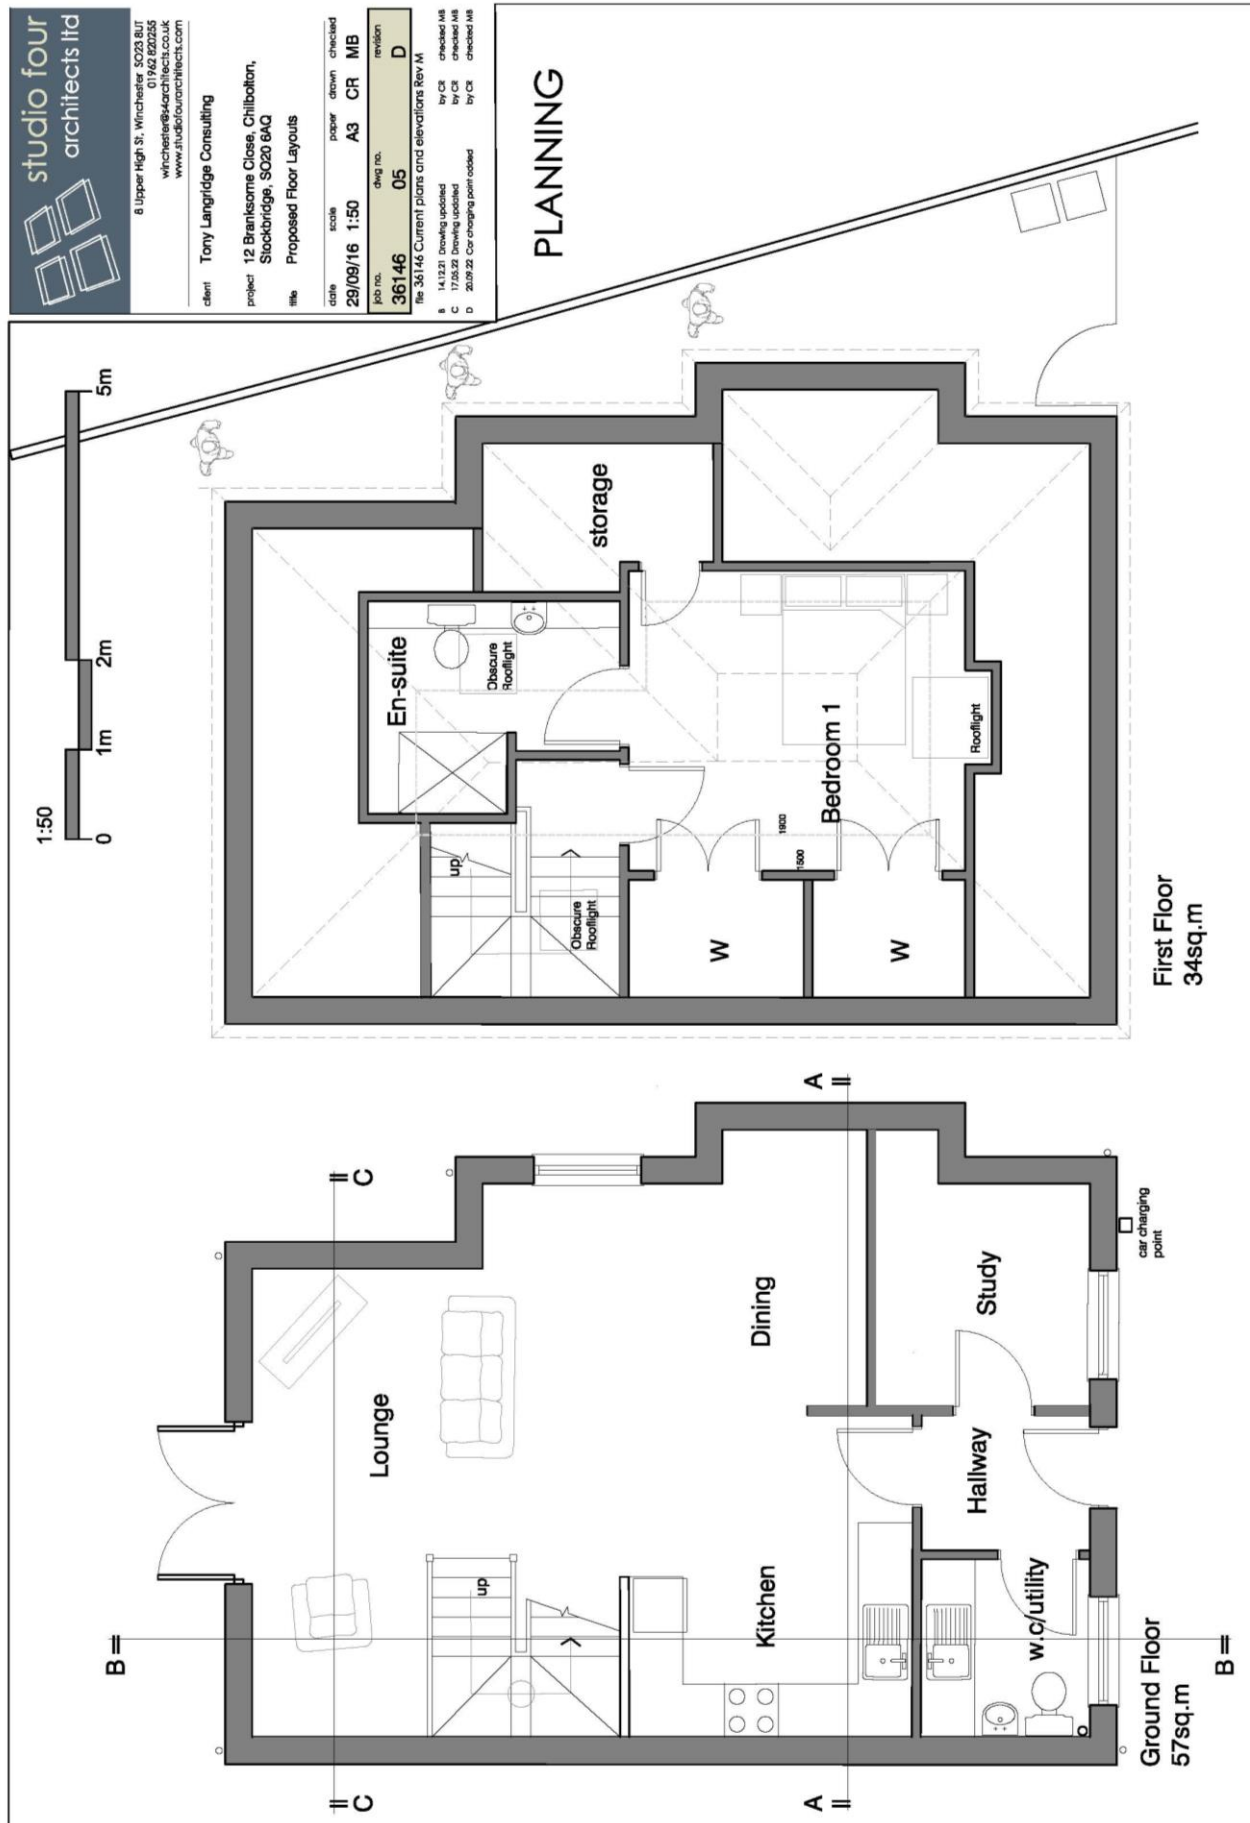 studio four
architects ltd
8 Upper High St, Winchester SO23 8UT
01962 820255
winchester@s4architects.co.uk
www.studiofourarchitects.com
client Tony Langridge Consulting
project 12 Branksome Close, Chilbolton,
Stockbridge, SO20 6AQ
title Proposed Floor Layouts
date scale paper drawn checked
29/09/16 1:50 A3 CR MB
job no. dwg no. revision
36146 05 D
file 36146 Current plans and elevations Rev M
B 14.12.21 Drawing updated by CR checked MB
C 17.05.22 Drawing updated by CR checked MB
D 20.09.22 Car charging point added by CR checked MB
PLANNING
1:50
0 1m 2m 5m
B
C
C
Lounge
up
Kitchen
Dining
A
A
Hallway
Study
w.c/utility
car charging
point
B
Ground Floor
57sq.m
En-suite
Obscure
Rooflight
storage
up
Obscure
Rooflight
W
W
1500
1900
Bedroom 1
Rooflight
First Floor
34sq.m